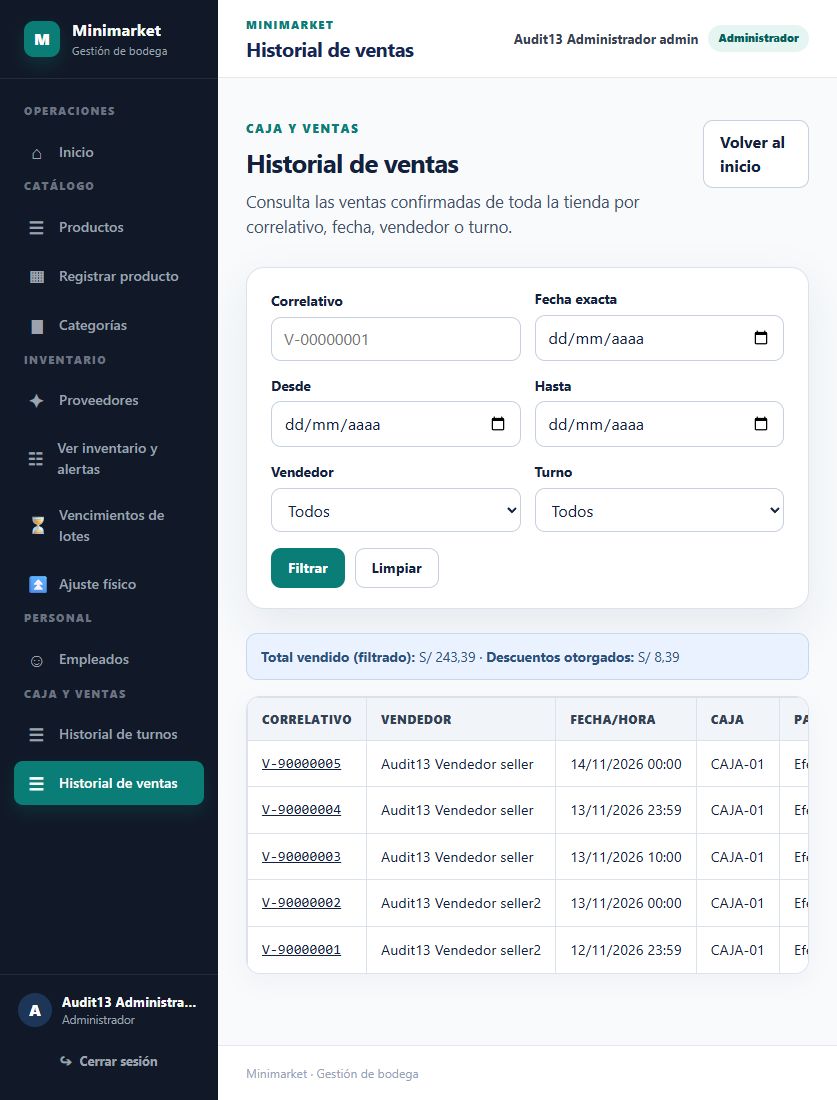 M
Minimarket
Gestión de bodega
OPERACIONES
Inicio
CATÁLOGO
Productos
Registrar producto
Categorías
INVENTARIO
Proveedores
Ver inventario y
alertas
Vencimientos de
lotes
Ajuste físico
PERSONAL
Empleados
CAJA Y VENTAS
Historial de turnos
Historial de ventas
A
Audit13 Administra...
Administrador
Cerrar sesión
MINIMARKET
Historial de ventas
Audit13 Administrador admin
Administrador
CAJA Y VENTAS
Historial de ventas
Volver al
inicio
Consulta las ventas confirmadas de toda la tienda por
correlativo, fecha, vendedor o turno.
Correlativo
Fecha exacta
V-00000001
dd/mm/aaaa
Desde
Hasta
dd/mm/aaaa
dd/mm/aaaa
Vendedor
Turno
Todos
Todos
Filtrar
Limpiar
Total vendido (filtrado): S/ 243,39 · Descuentos otorgados: S/ 8,39
CORRELATIVO VENDEDOR FECHA/HORA CAJA
V-90000005 Audit13 Vendedor seller 14/11/2026 00:00 CAJA-01
V-90000004 Audit13 Vendedor seller 13/11/2026 23:59 CAJA-01
V-90000003 Audit13 Vendedor seller 13/11/2026 10:00 CAJA-01
V-90000002 Audit13 Vendedor seller2 13/11/2026 00:00 CAJA-01
V-90000001 Audit13 Vendedor seller2 12/11/2026 23:59 CAJA-01
Minimarket · Gestión de bodega